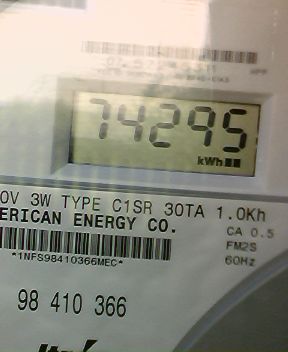 74295
kWh
0V 3W TYPE C1SR 30TA 1.0Kh
ERICAN ENERGY CO.
CA 0.5
FM2S
*1NFS98410366MEC*
60Hz
98 410 366